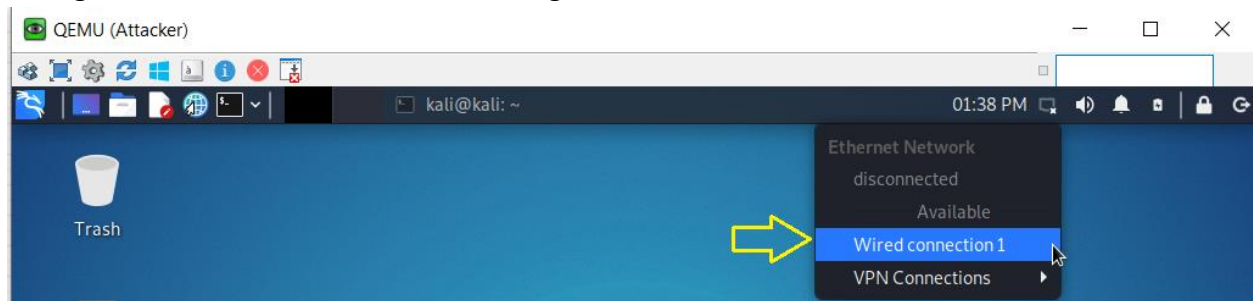 QEMU (Attacker)
kali@kali: ~
01:38 PM
Ethernet Network
disconnected
Available
Trash
Wired connection 1
VPN Connections